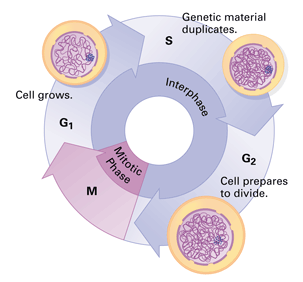 Genetic material
duplicates.
S
Interphase
Cell grows.
G1
G2
Mitotic
Phase
M
Cell prepares
to divide.